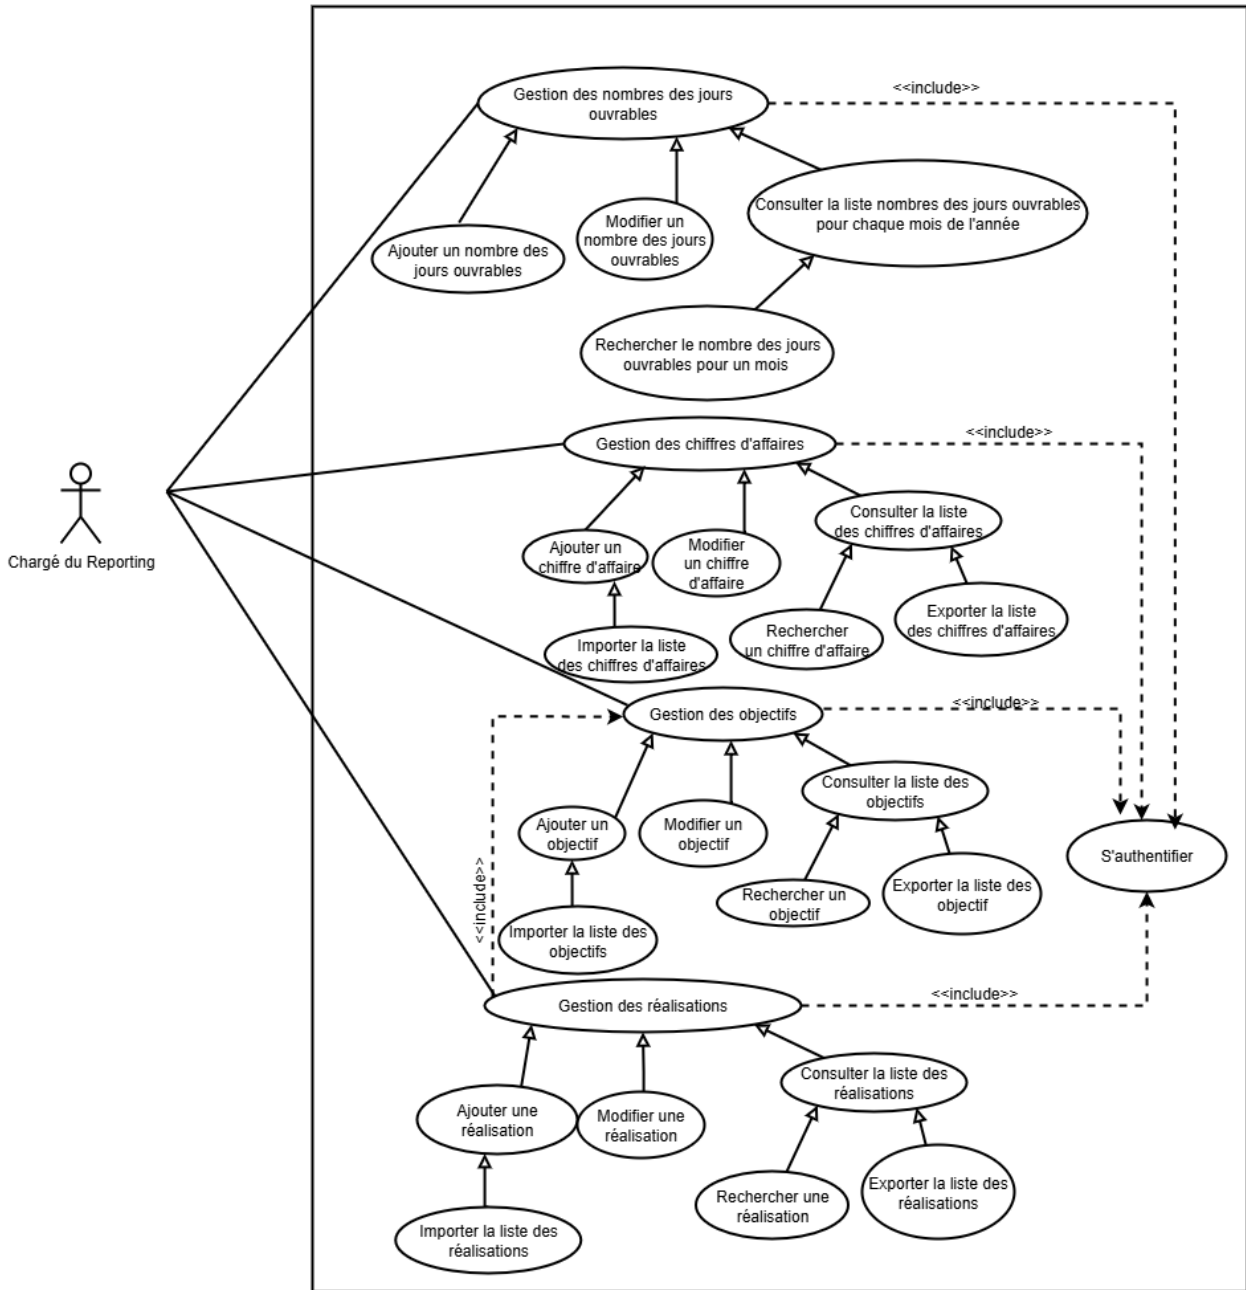 <<include>>
Gestion des nombres des jours
ouvrables
Consulter la liste nombres des jours ouvrables
pour chaque mois de l'année
Modifier un
nombre des jours
ouvrables
Ajouter un nombre des
jours ouvrables
Rechercher le nombre des jours
ouvrables pour un mois
<<include>>
Gestion des chiffres d'affaires
Consulter la liste
des chiffres d'affaires
Ajouter un
chiffre d'affaire
Modifier
un chiffre
d'affaire
Chargé du Reporting
Exporter la liste
des chiffres d'affaires
Rechercher
un chiffre d'affaire
Importer la liste
des chiffres d'affaires
<<include>>
Gestion des objectifs
Consulter la liste des
objectifs
Ajouter un
objectif
Modifier un
objectif
S'authentifier
Rechercher un
objectif
Exporter la liste des
objectif
<<include>>
Importer la liste des
objectifs
<<include>>
Gestion des réalisations
Consulter la liste des
réalisations
Ajouter une
réalisation
Modifier une
réalisation
Rechercher une
réalisation
Exporter la liste des
réalisations
Importer la liste des
réalisations